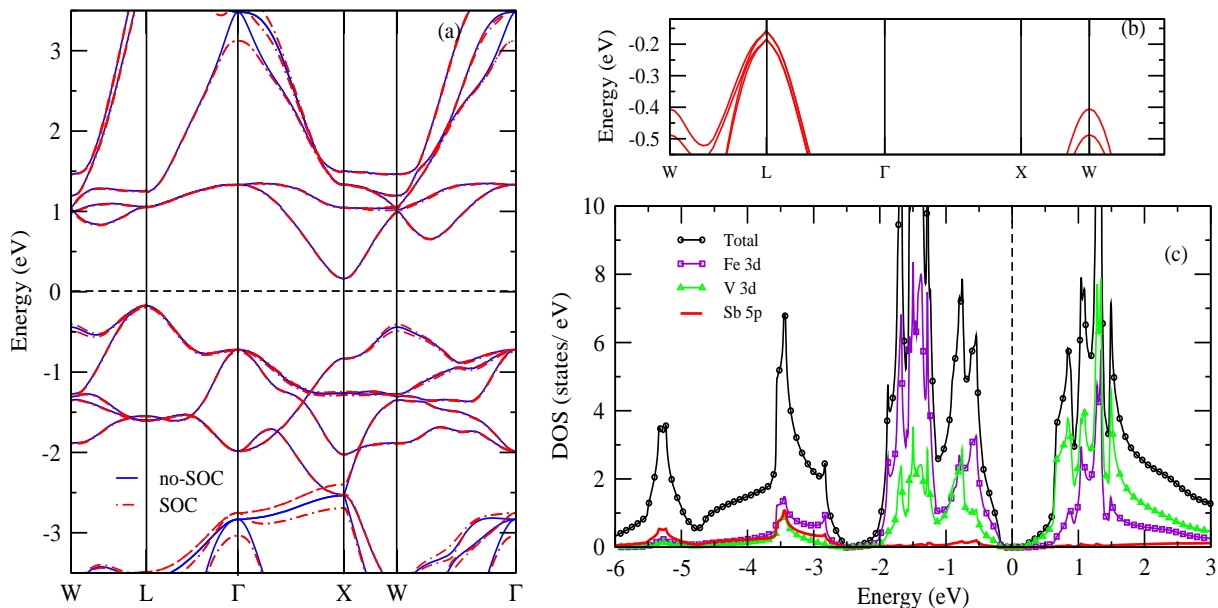 (a)
3
2
1
0
-1
-2
-3
Energy (eV)
no-SOC
SOC
W L Γ X W Γ
(b)
-0.2
-0.3
-0.4
-0.5
Energy (eV)
W L Γ X W
(c)
10
8
6
4
2
0
DOS (states/ eV)
Total
Fe 3d
V 3d
Sb 5p
-6 -5 -4 -3 -2 -1 0 1 2 3
Energy (eV)